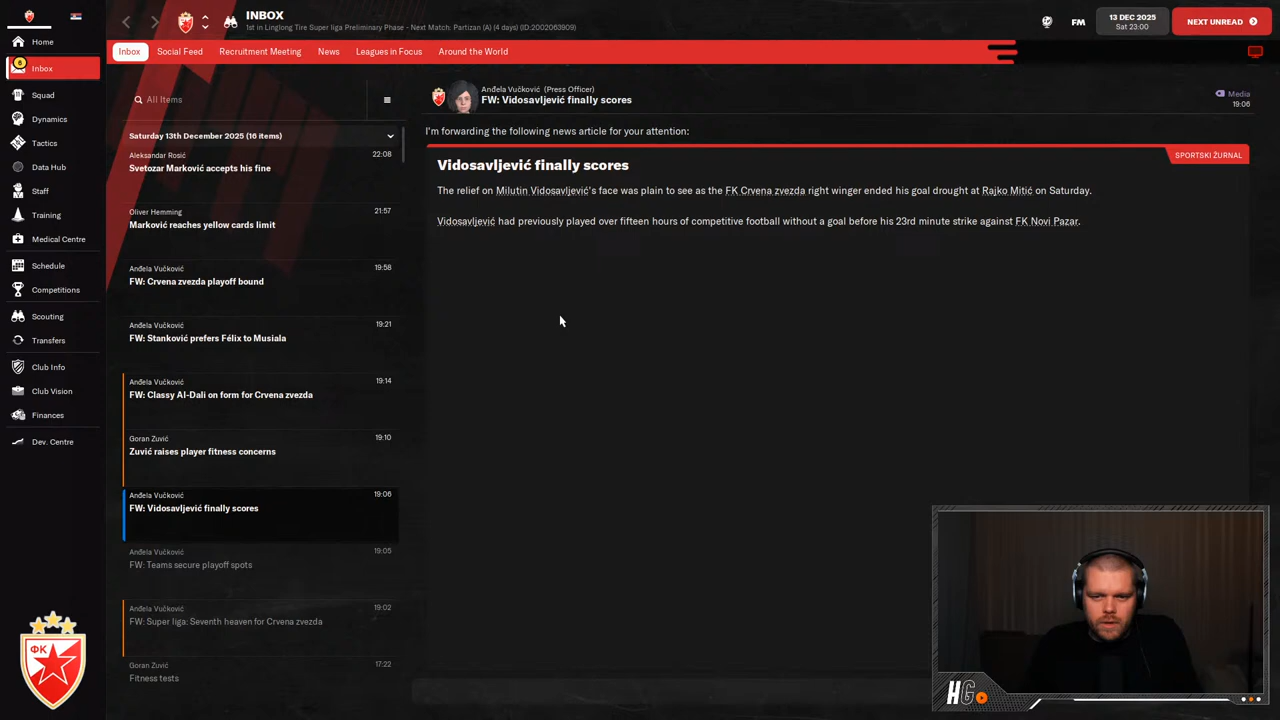 INBOX
1st in Linglong Tire Super liga Preliminary Phase - Next Match: Partizan (A) (4 days) (ID:2002063909)
FM
13 DEC 2025
Sat 23:00
NEXT UNREAD
Home
6
Inbox
Squad
Dynamics
Tactics
Data Hub
Staff
Training
Medical Centre
Schedule
Competitions
Scouting
Transfers
Club Info
Club Vision
Finances
Dev. Centre
ФК
Inbox
Social Feed
Recruitment Meeting
News
Leagues in Focus
Around the World
All Items
Saturday 13th December 2025 (16 items)
Aleksandar Rosić 22:08
Svetozar Marković accepts his fine
Oliver Hemming 21:57
Marković reaches yellow cards limit
Anđela Vučković 19:58
FW: Crvena zvezda playoff bound
Anđela Vučković 19:21
FW: Stanković prefers Félix to Musiala
Anđela Vučković 19:14
FW: Classy Al-Dali on form for Crvena zvezda
Goran Zuvić 19:10
Zuvić raises player fitness concerns
Anđela Vučković 19:06
FW: Vidosavljević finally scores
Anđela Vučković 19:05
FW: Teams secure playoff spots
Anđela Vučković 19:02
FW: Super liga: Seventh heaven for Crvena zvezda
Goran Zuvić 17:22
Fitness tests
Anđela Vučković (Press Officer)
FW: Vidosavljević finally scores
Media
19:06
I'm forwarding the following news article for your attention:
SPORTSKI ŽURNAL
Vidosavljević finally scores
The relief on Milutin Vidosavljević's face was plain to see as the FK Crvena zvezda right winger ended his goal drought at Rajko Mitić on Saturday.
Vidosavljević had previously played over fifteen hours of competitive football without a goal before his 23rd minute strike against FK Novi Pazar.
HG